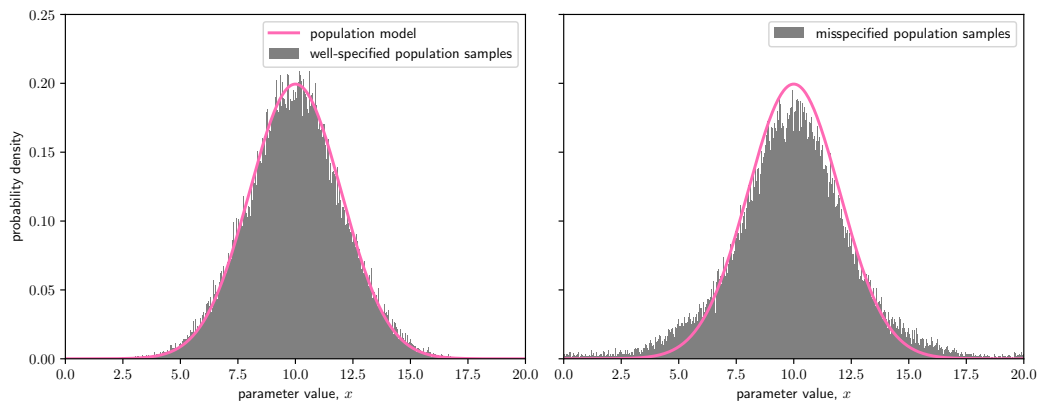 0.25
0.20
0.15
0.10
0.05
0.00
probability density
population model
well-specified population samples
0.0 2.5 5.0 7.5 10.0 12.5 15.0 17.5 20.0
parameter value, x
misspecified population samples
0.0 2.5 5.0 7.5 10.0 12.5 15.0 17.5 20.0
parameter value, x